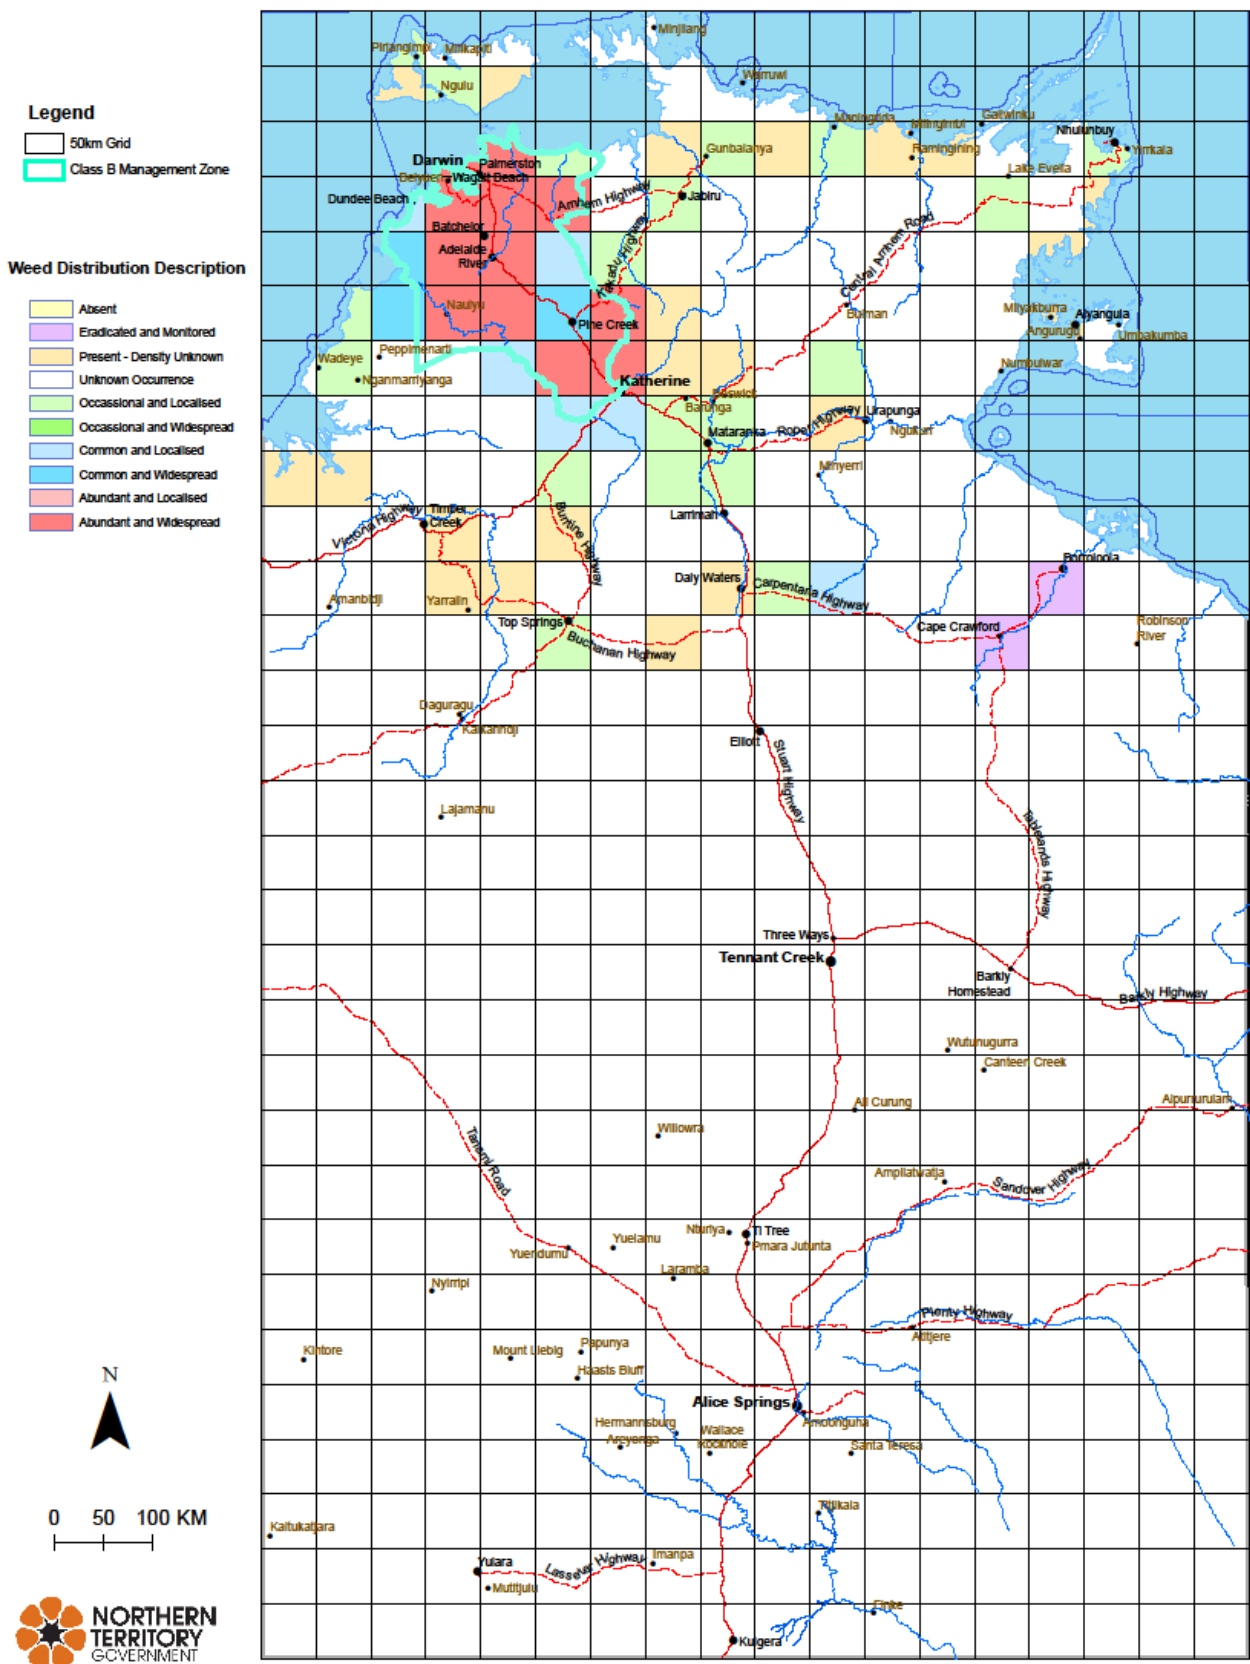 Minjilang
Pirlangimpi
Milikapiti
Ngulu
Warruwi
Legend
50km Grid
Class B Management Zone
Maningrida
Milingimbi
Galiwinku
Nhulunbuy
Yirrkala
Darwin
Palmerston
Gunbalanya
Ramingining
Lake Evella
Wagait Beach
Dundee Beach
Arnhem Highway
Jabiru
Batchelor
Adelaide
River
Kakadu Highway
Central Arnhem Road
Weed Distribution Description
Absent
Eradicated and Monitored
Present - Density Unknown
Unknown Occurrence
Occassional and Localised
Occassional and Widespread
Common and Localised
Common and Widespread
Abundant and Localised
Abundant and Widespread
Nauiyu
Pine Creek
Bulman
Milyakburra
Alyangula
Angurugu
Umbakumba
Wadeye
Peppimenarti
Nganmarriyanga
Numbulwar
Katherine
Barunga
Beswick
Mataranka
Roper Highway
Urapunga
Ngukurr
Minyerri
Victoria Highway
Timber
Creek
Buntine Highway
Larrimah
Borroloola
Daly Waters
Carpentaria Highway
Amanbidji
Yarralin
Top Springs
Buchanan Highway
Cape Crawford
Robinson
River
Daguragu
Kalkarindji
Elliott
Stuart Highway
Lajamanu
Tablelands Highway
Three Ways
Tennant Creek
Barkly
Homestead
Barkly Highway
Wutunugurra
Canteen Creek
Ali Curung
Alpururulam
Willowra
Tanami Road
Ampilatwatja
Sandover Highway
Nturiya
Ti Tree
Pmara Jutunta
Yuendumu
Yuelamu
Laramba
Nyirripi
Plenty Highway
Atitjere
Kintore
Mount Liebig
Papunya
Haasts Bluff
N
Alice Springs
Amoonguna
Hermannsburg
Areyonga
Wallace
Rockhole
Santa Teresa
0 50 100 KM
Kaltukatjara
Titjikala
Yulara
Lasseter Highway
Imanpa
Mutitjulu
Finke
Kulgera
NORTHERN
TERRITORY
GOVERNMENT